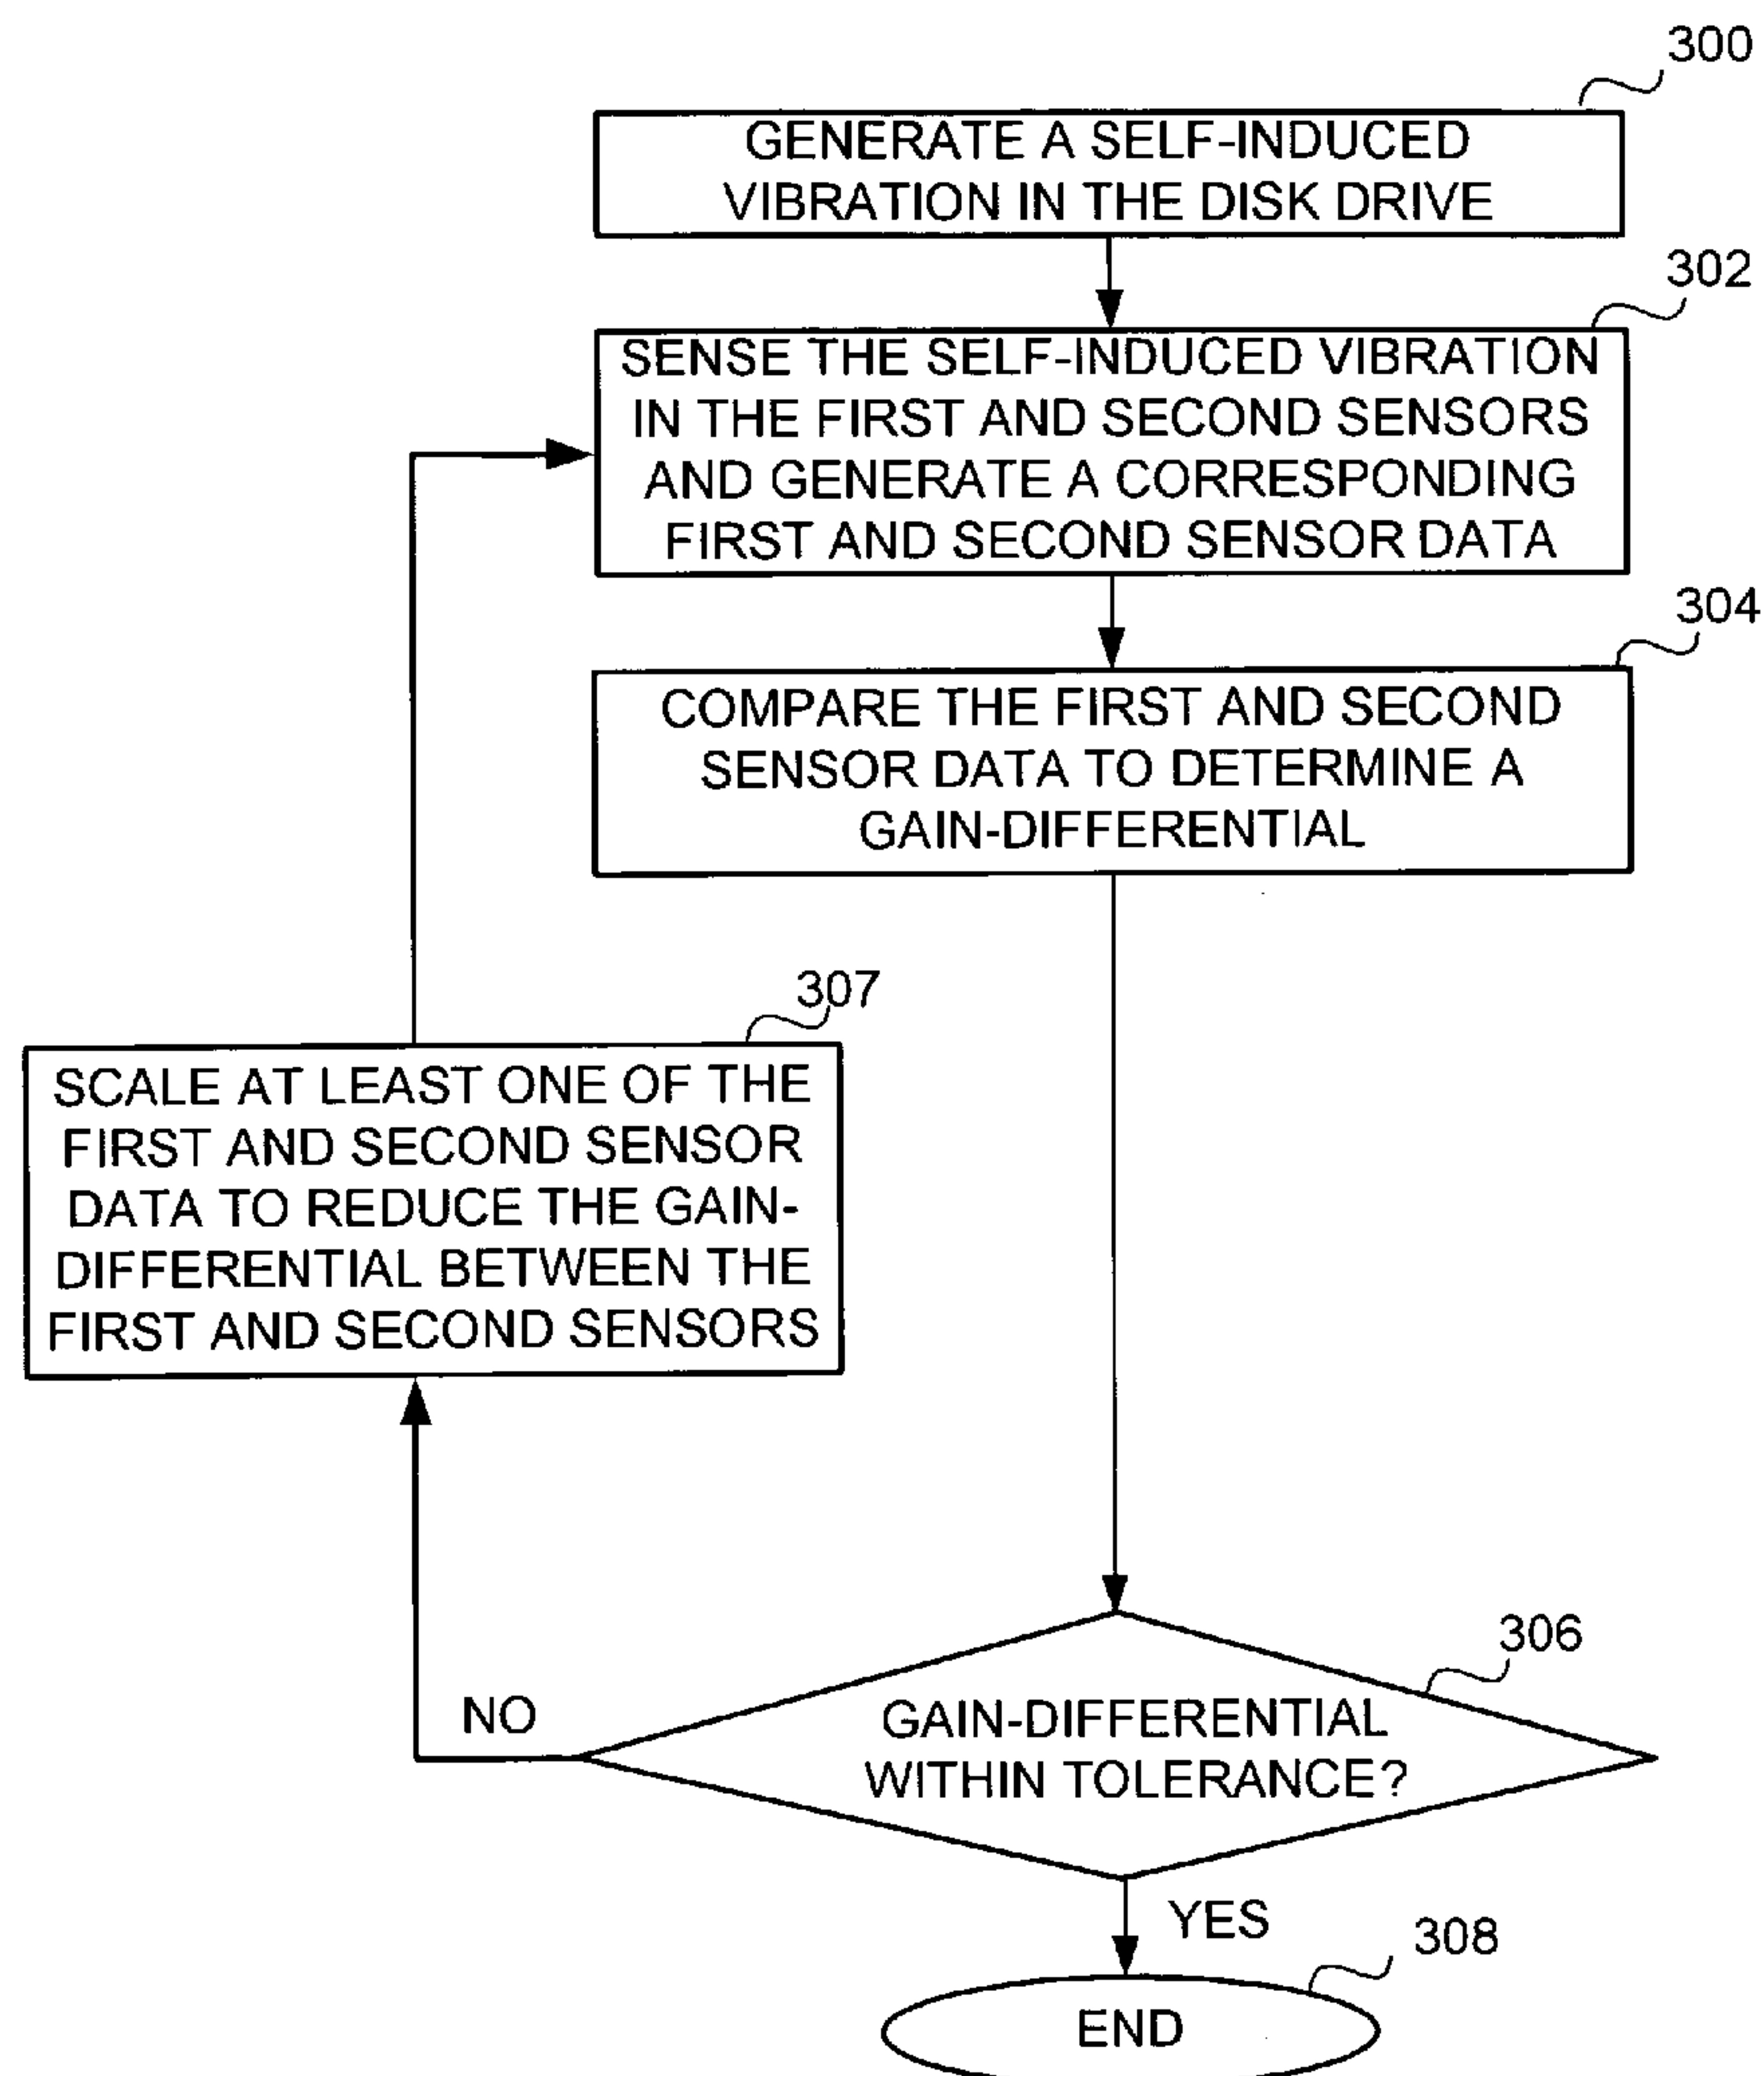 300
GENERATE A SELF-INDUCED
VIBRATION IN THE DISK DRIVE
302
SENSE THE SELF-INDUCED VIBRATION
IN THE FIRST AND SECOND SENSORS
AND GENERATE A CORRESPONDING
FIRST AND SECOND SENSOR DATA
304
COMPARE THE FIRST AND SECOND
SENSOR DATA TO DETERMINE A
GAIN-DIFFERENTIAL
307
SCALE AT LEAST ONE OF THE
FIRST AND SECOND SENSOR
DATA TO REDUCE THE GAIN-
DIFFERENTIAL BETWEEN THE
FIRST AND SECOND SENSORS
306
GAIN-DIFFERENTIAL
WITHIN TOLERANCE?
NO
YES
308
END